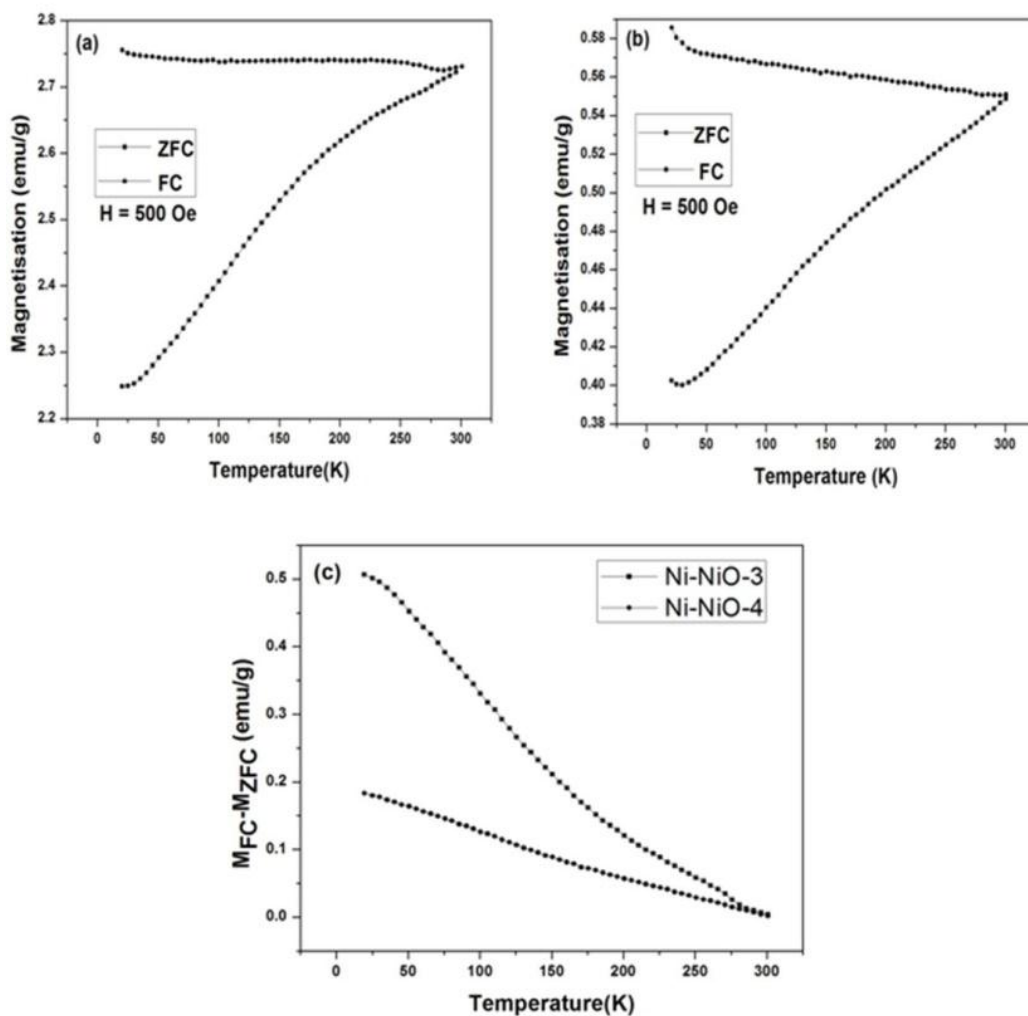 (a)
2.8
2.7
2.6
2.5
2.4
2.3
2.2
Magnetisation (emu/g)
ZFC
FC
H = 500 Oe
0 50 100 150 200 250 300
Temperature(K)
(b)
0.58
0.56
0.54
0.52
0.50
0.48
0.46
0.44
0.42
0.40
0.38
Magnetisation (emu/g)
ZFC
FC
H = 500 Oe
0 50 100 150 200 250 300
Temperature (K)
(c)
Ni-NiO-3
Ni-NiO-4
0.5
0.4
0.3
0.2
0.1
0.0
MFC-MZFC (emu/g)
0 50 100 150 200 250 300
Temperature(K)